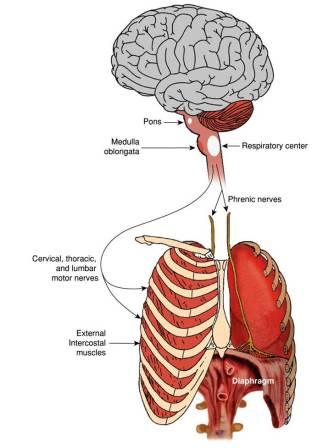 Pons
Medulla
oblongata
Respiratory center
Phrenic nerves
Cervical, thoracic,
and lumbar
motor nerves
External
Intercostal
muscles
Diaphragm